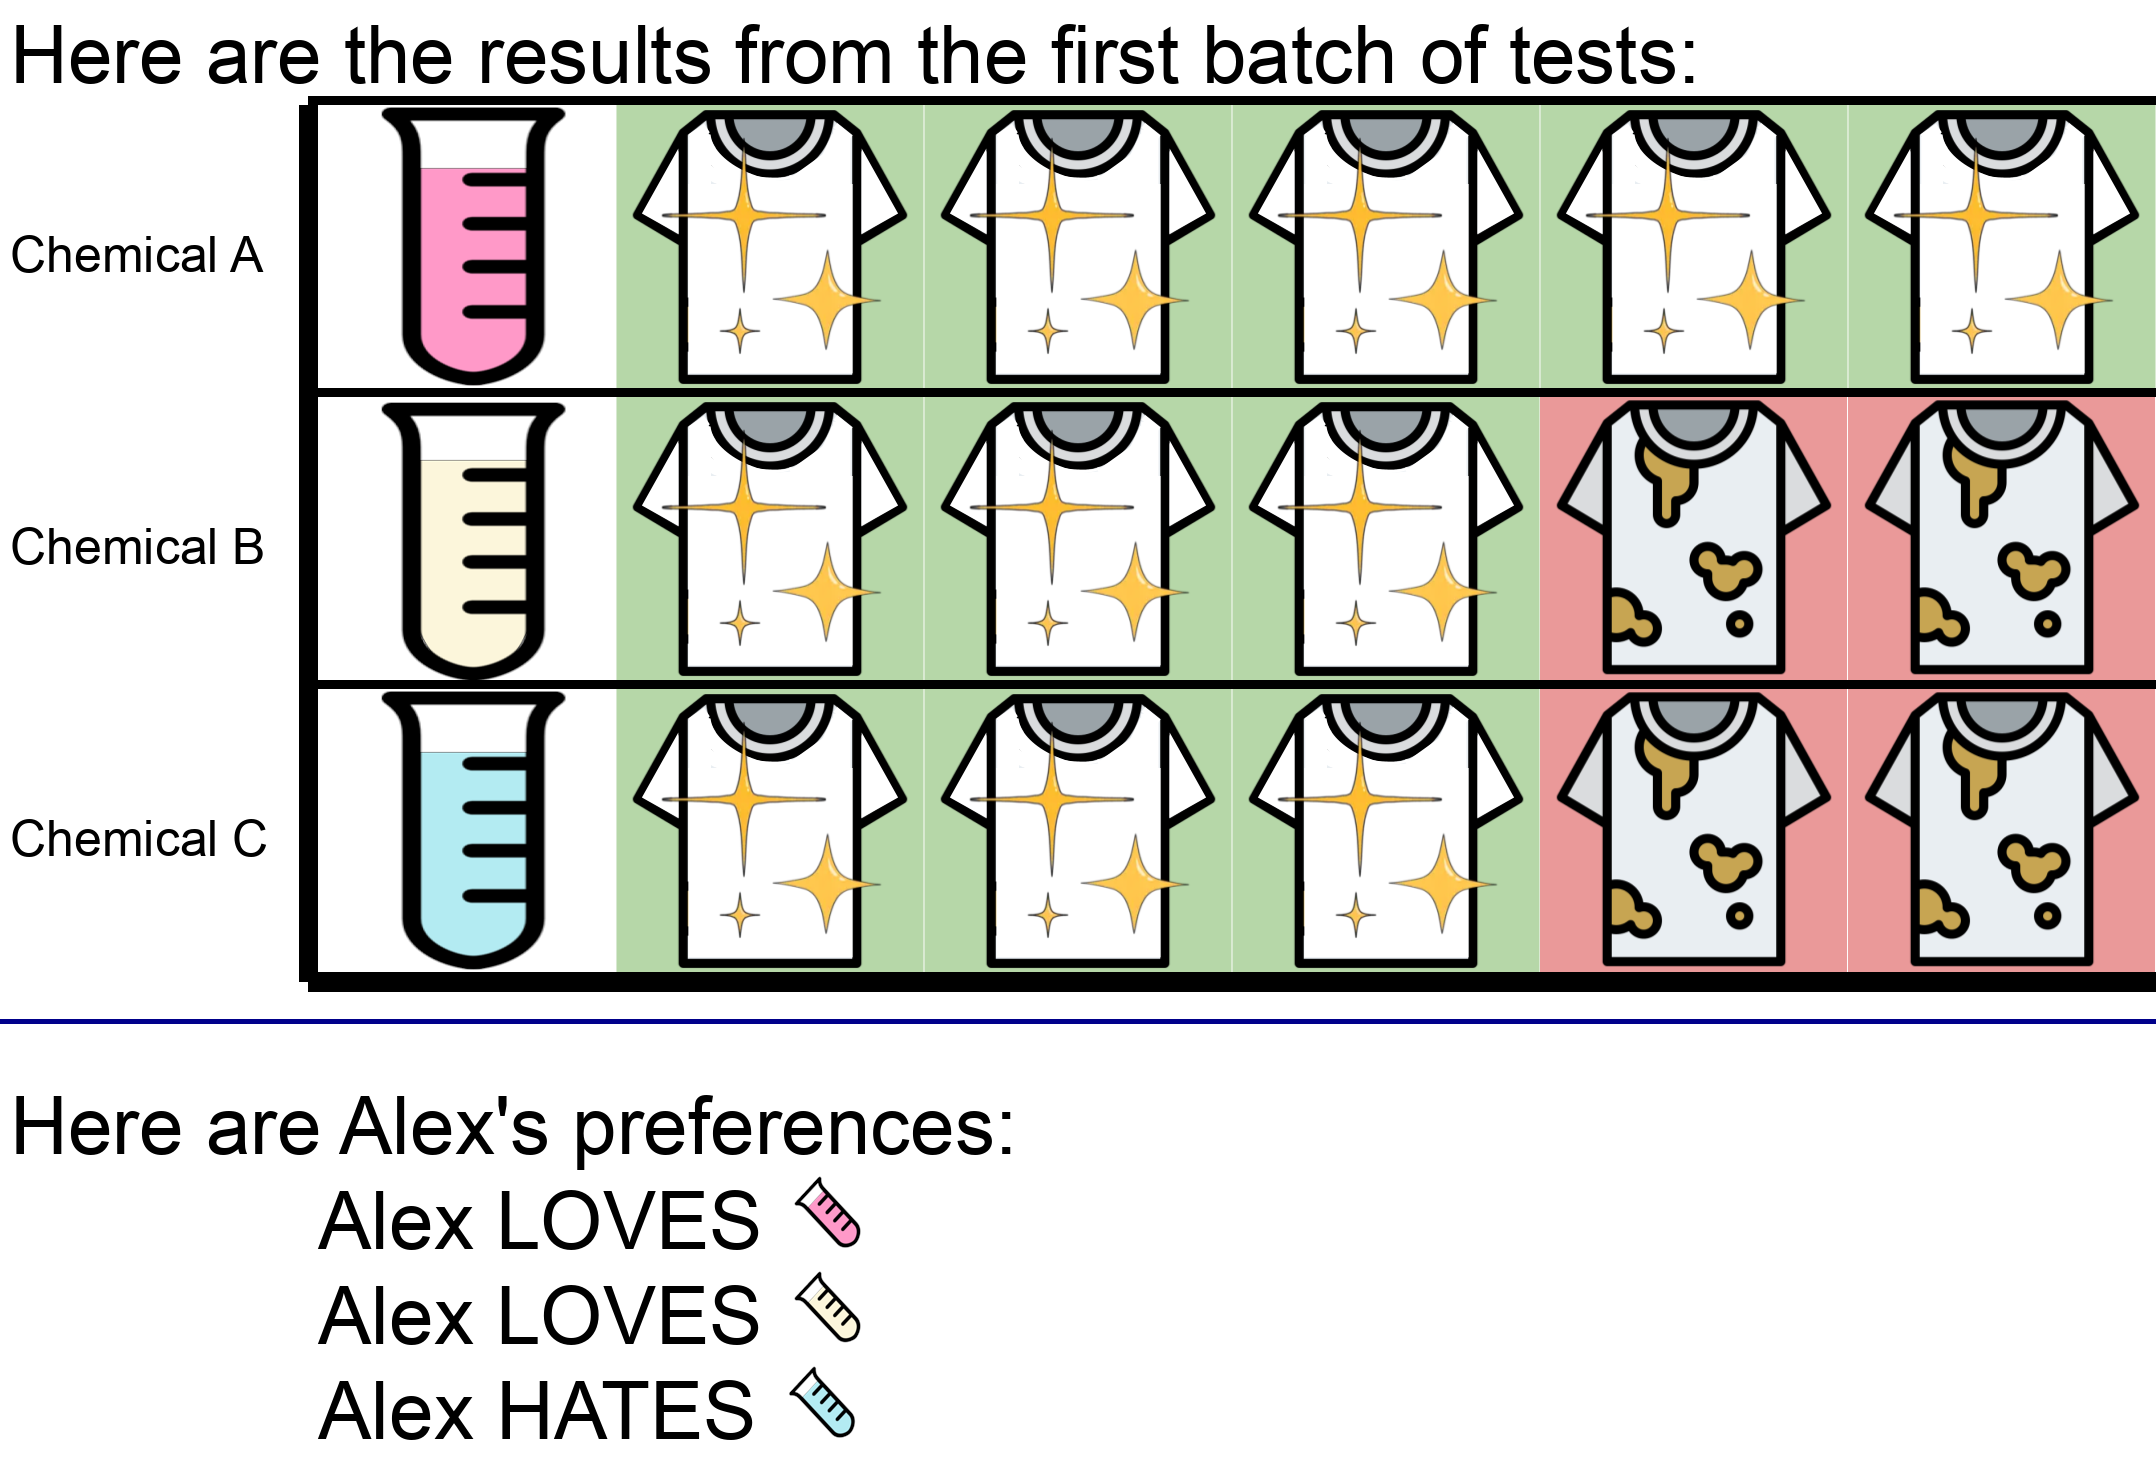 Here are the results from the first batch of tests:
Chemical A
Chemical B
Chemical C
Here are Alex's preferences:
Alex LOVES
Alex LOVES
Alex HATES